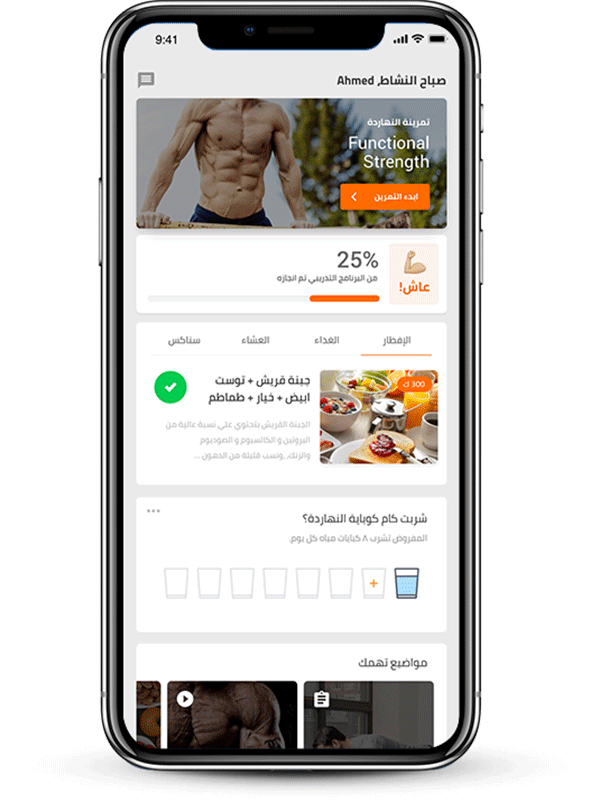 9:41
صباح النشاط, Ahmed
تمرينة النهاردة
Functional
Strength
ابدء التمرين
25%
من البرنامج التدريبي تم انجازه
عاش!
الإفطار
الغداء
العشاء
سناكس
300 ك
جبنة قريش + توست
ابيض + خيار + طماطم
الجبنة القريش بتحتوي علي نسبة عالية من
البروتين و الكالسيوم و الصوديوم
والزنك, ,ونسب قليلة من الدهون ...
شربت كام كوباية النهاردة؟
المفروض تشرب ٨ كبايات مياه كل يوم.
مواضيع تهمك